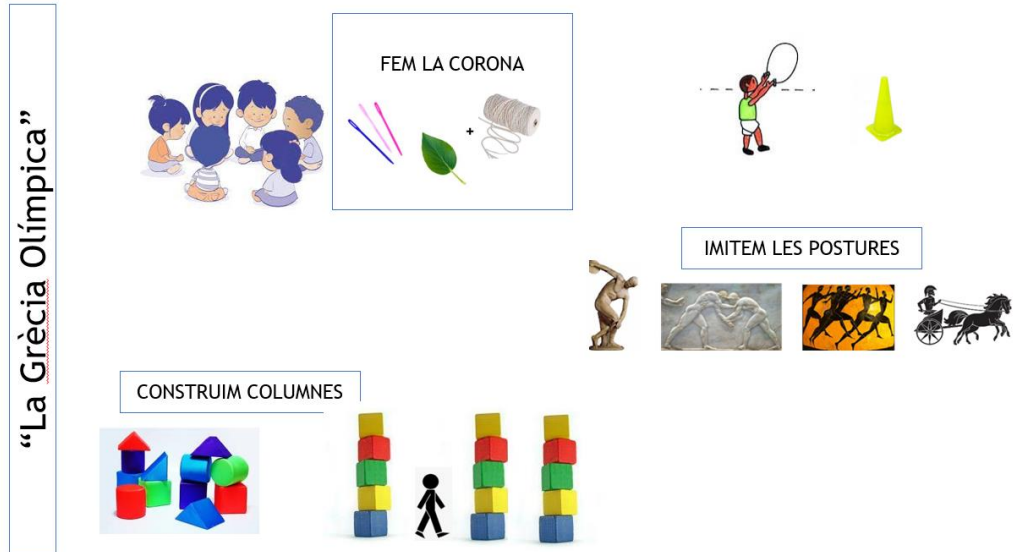 “La Grècia Olímpica”
FEM LA CORONA
+
IMITEM LES POSTURES
CONSTRUIM COLUMNES